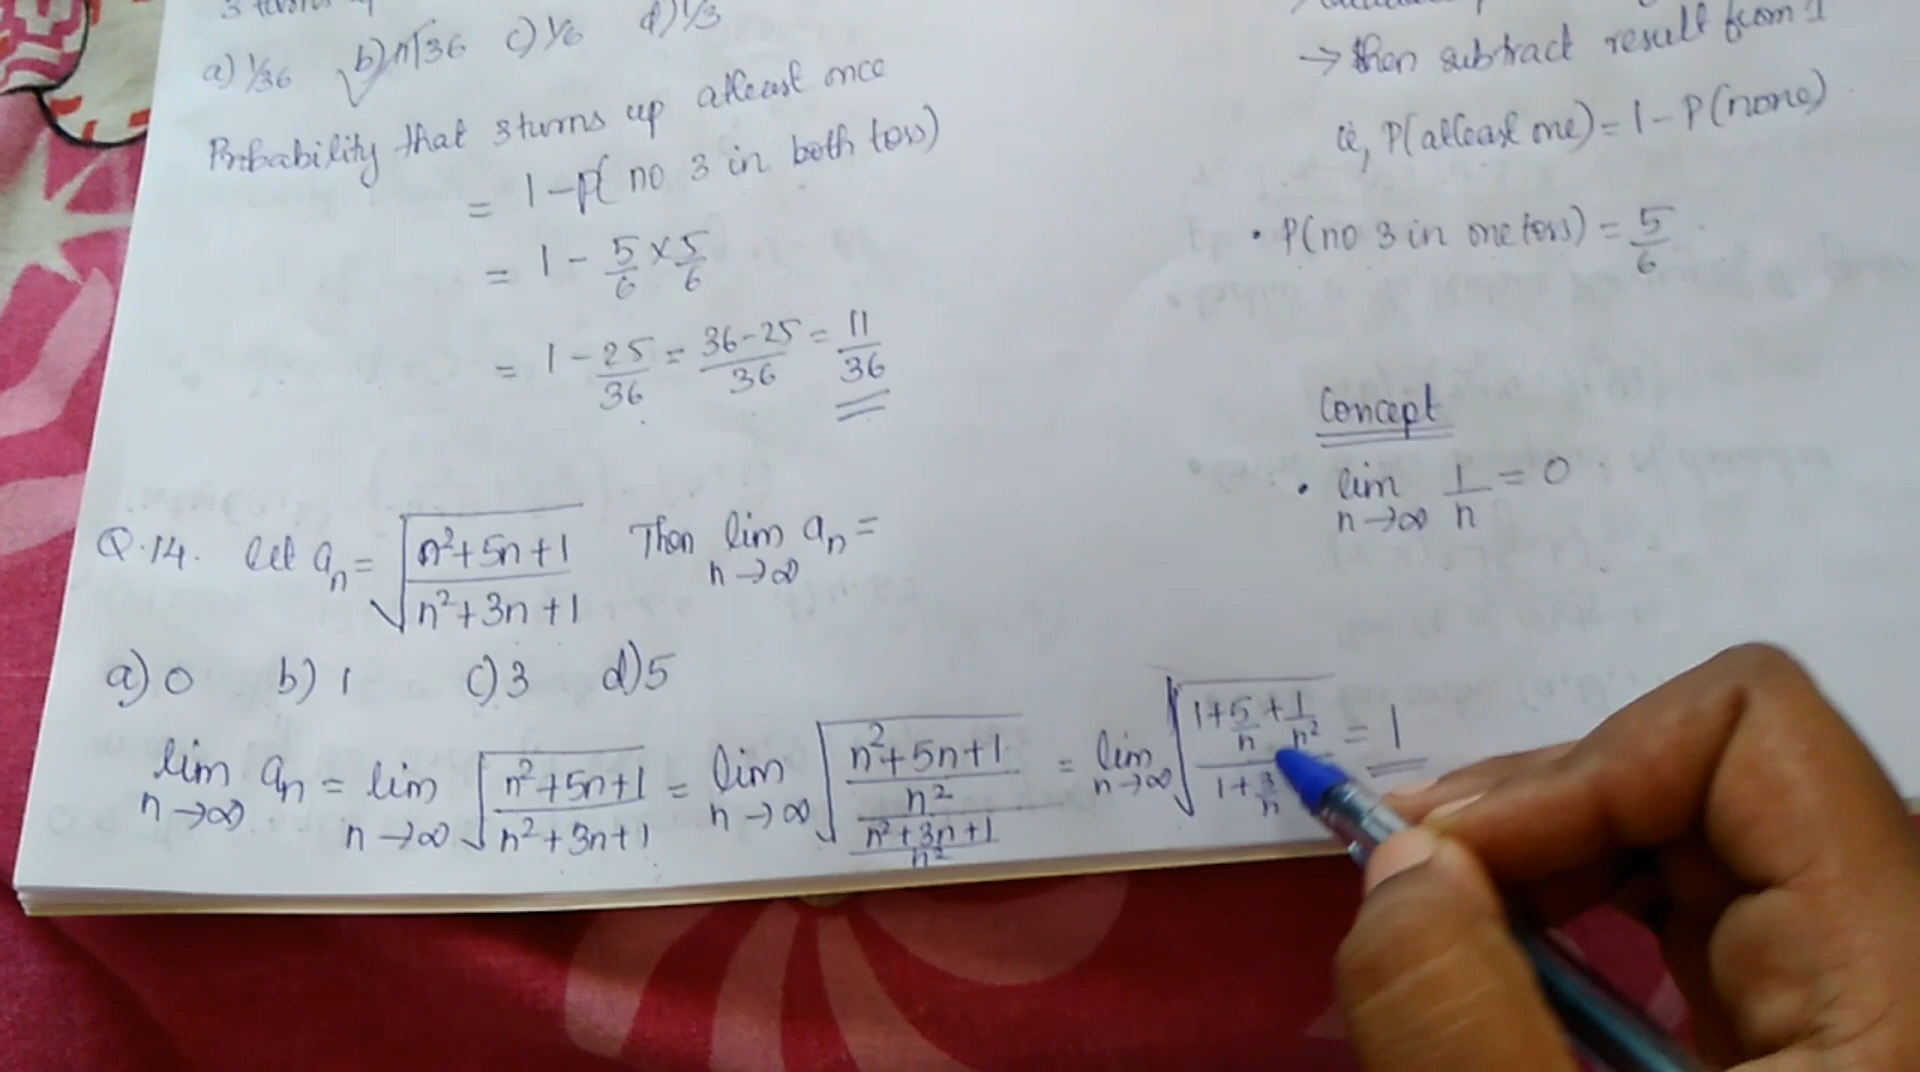 3 turns
a) 1/36 b) 11/36 c) 1/6 d) 1/3
Probability that 3 turns up atleast once
= 1 - P( no 3 in both toss)
= 1 - 5/6 × 5/6
= 1 - 25/36 = 36-25/36 = 11/36
→ then subtract result from 1
ie, P(atleast one) = 1 - P(none)
• P(no 3 in one toss) = 5/6
Concept
• lim n→∞ 1/n = 0
Q.14. Let aₙ = √(n²+5n+1/n²+3n+1) Then lim n→∞ aₙ =
a) 0 b) 1 c) 3 d) 5
lim n→∞ aₙ = lim n→∞ √(n²+5n+1/n²+3n+1) = lim n→∞ √(n²+5n+1/n² / n²+3n+1/n²) = lim n→∞ √(1+5/n+1/n² / 1+3/n = 1